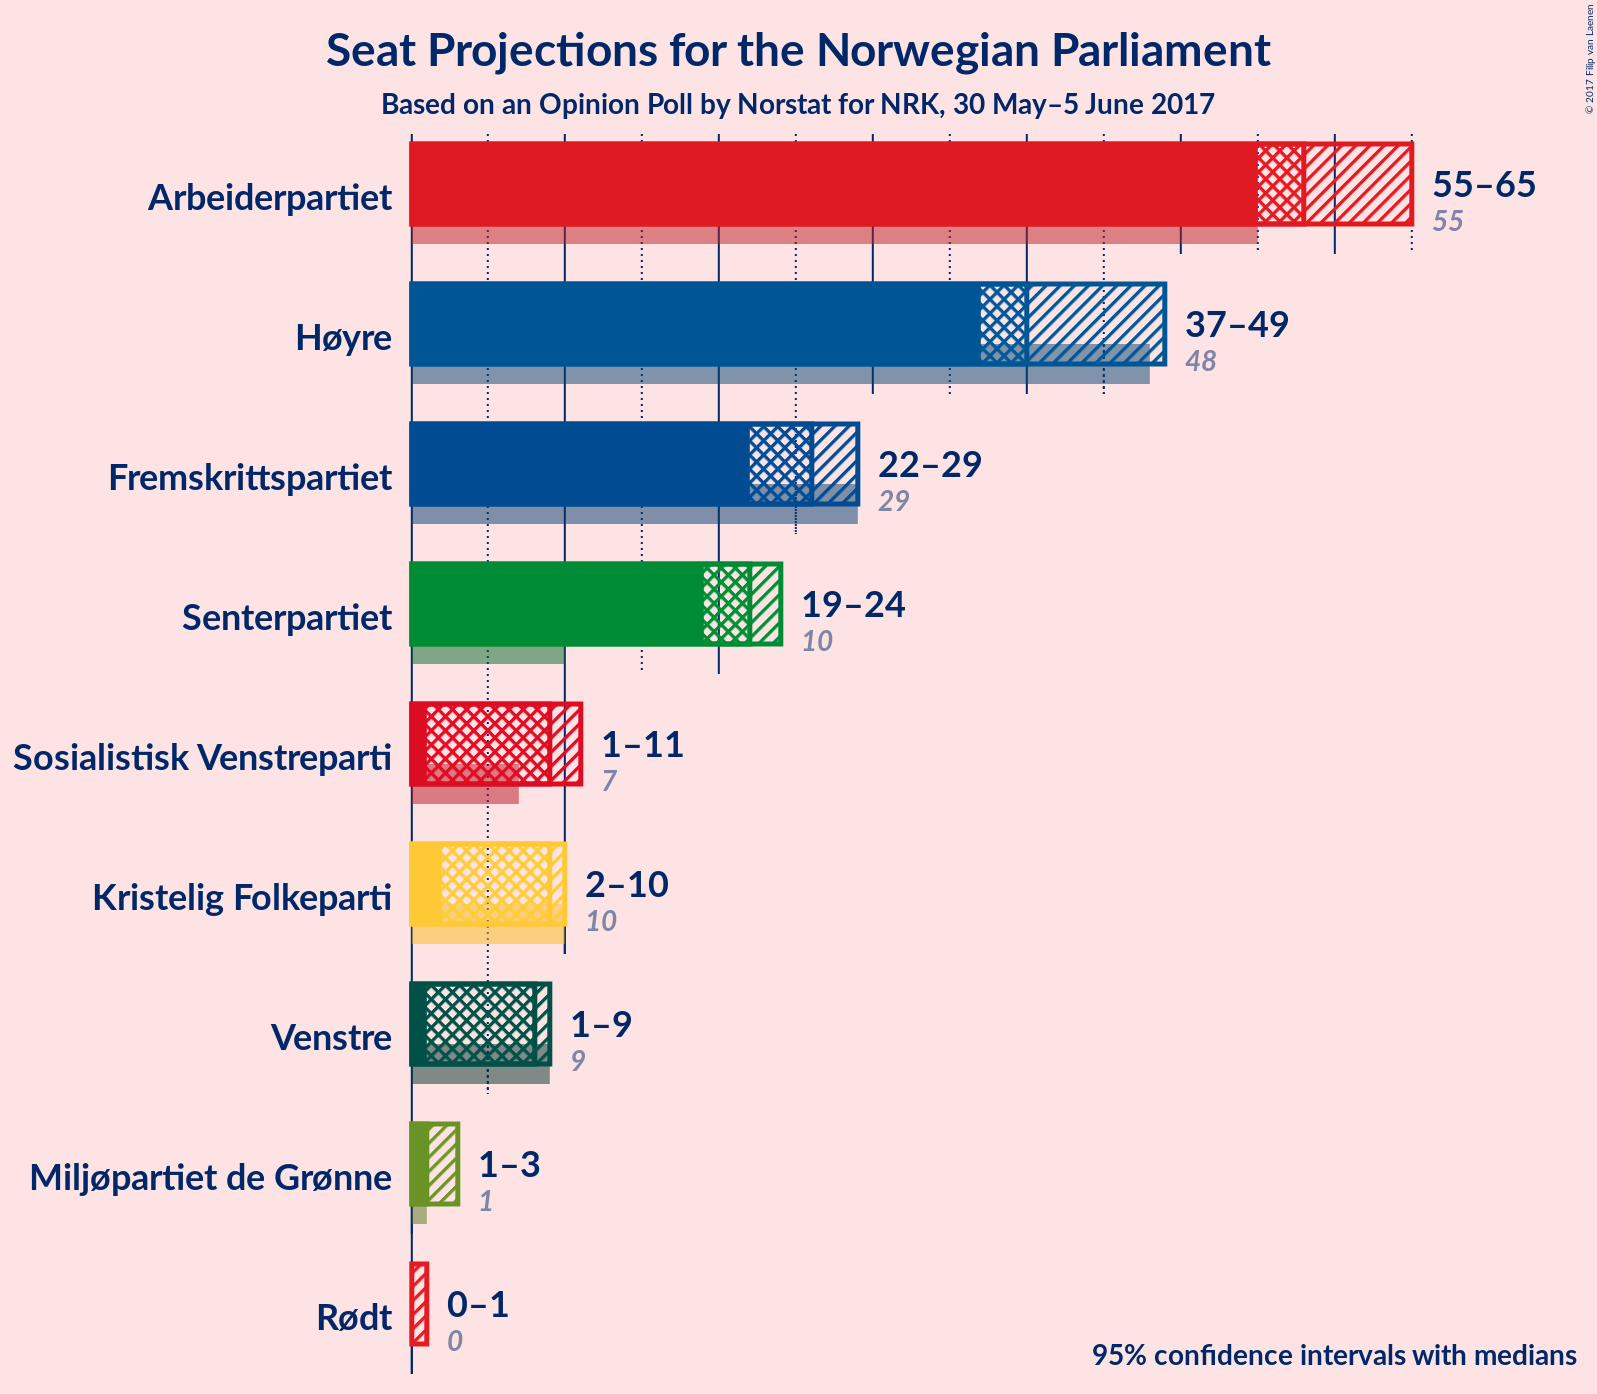 Seat Projections for the Norwegian Parliament
Based on an Opinion Poll by Norstat for NRK, 30 May–5 June 2017
© 2017 Filip van Laenen
Arbeiderpartiet
55–65
55
Høyre
37–49
48
Fremskrittspartiet
22–29
29
Senterpartiet
19–24
10
Sosialistisk Venstreparti
1–11
7
Kristelig Folkeparti
2–10
10
Venstre
1–9
9
Miljøpartiet de Grønne
1–3
1
Rødt
0–1
0
95% confidence intervals with medians